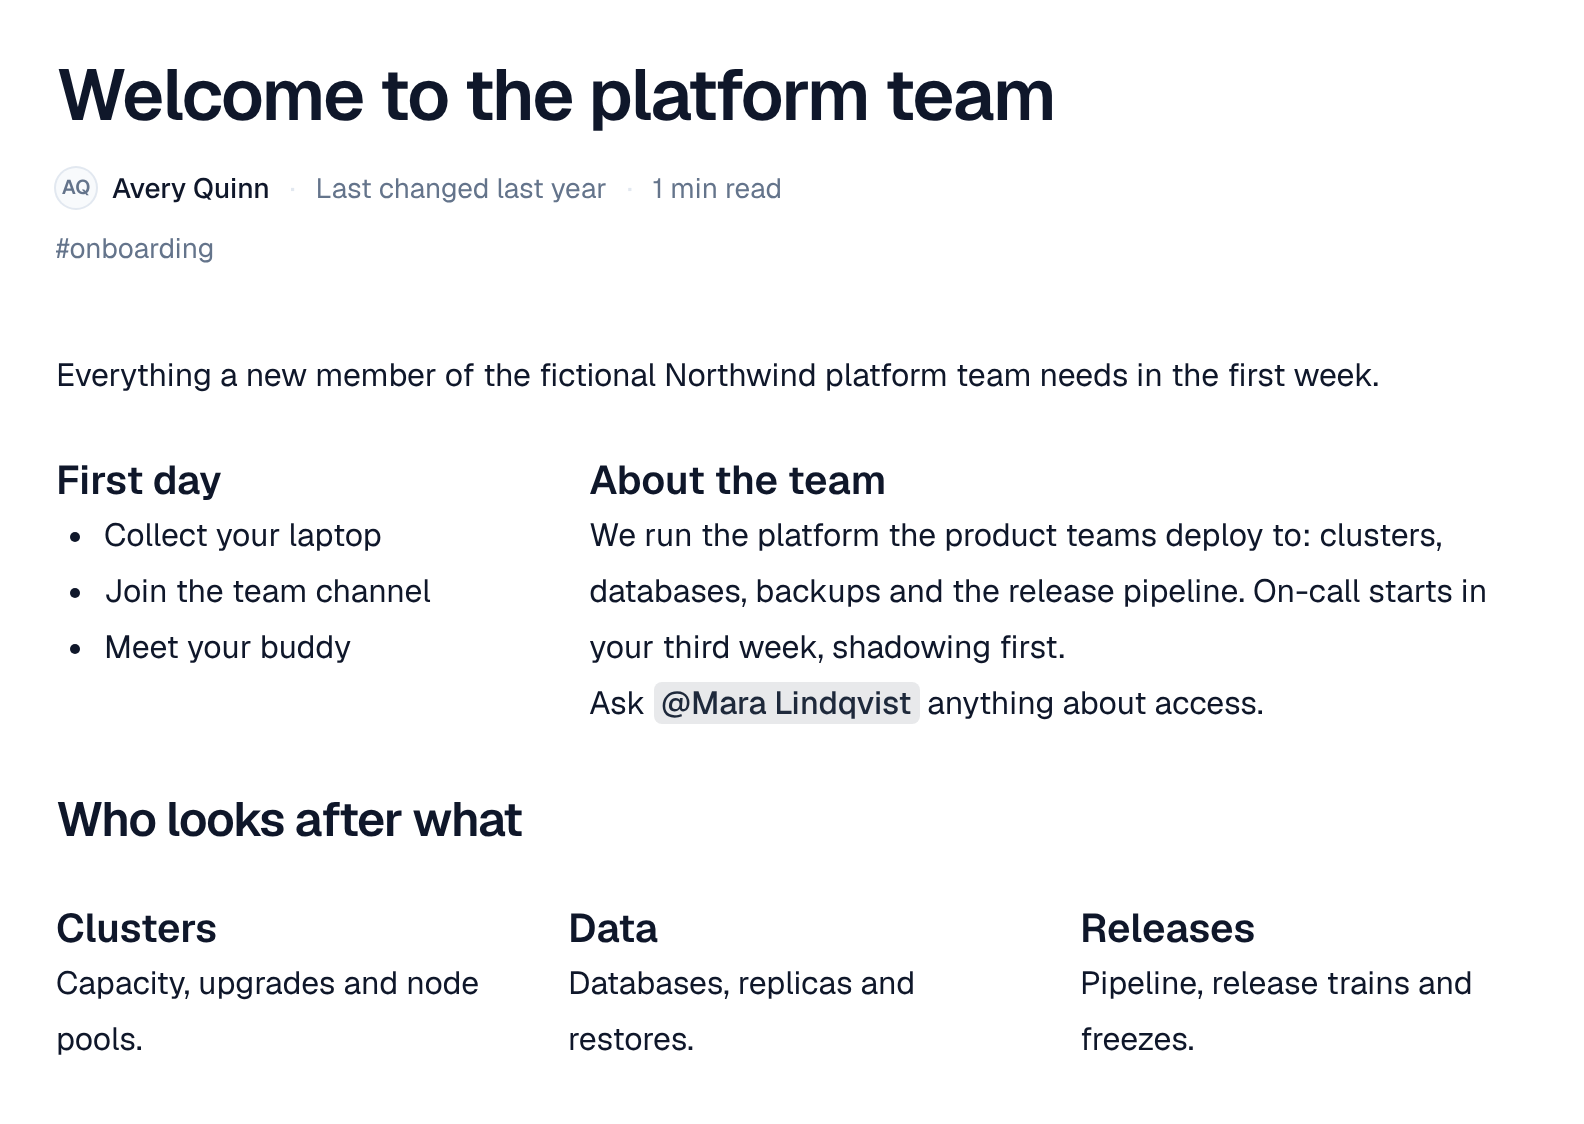 Welcome to the platform team
AQ Avery Quinn · Last changed last year · 1 min read
#onboarding
Everything a new member of the fictional Northwind platform team needs in the first week.
First day
• Collect your laptop
• Join the team channel
• Meet your buddy
About the team
We run the platform the product teams deploy to: clusters,
databases, backups and the release pipeline. On-call starts in
your third week, shadowing first.
Ask @Mara Lindqvist anything about access.
Who looks after what
Clusters
Capacity, upgrades and node
pools.
Data
Databases, replicas and
restores.
Releases
Pipeline, release trains and
freezes.